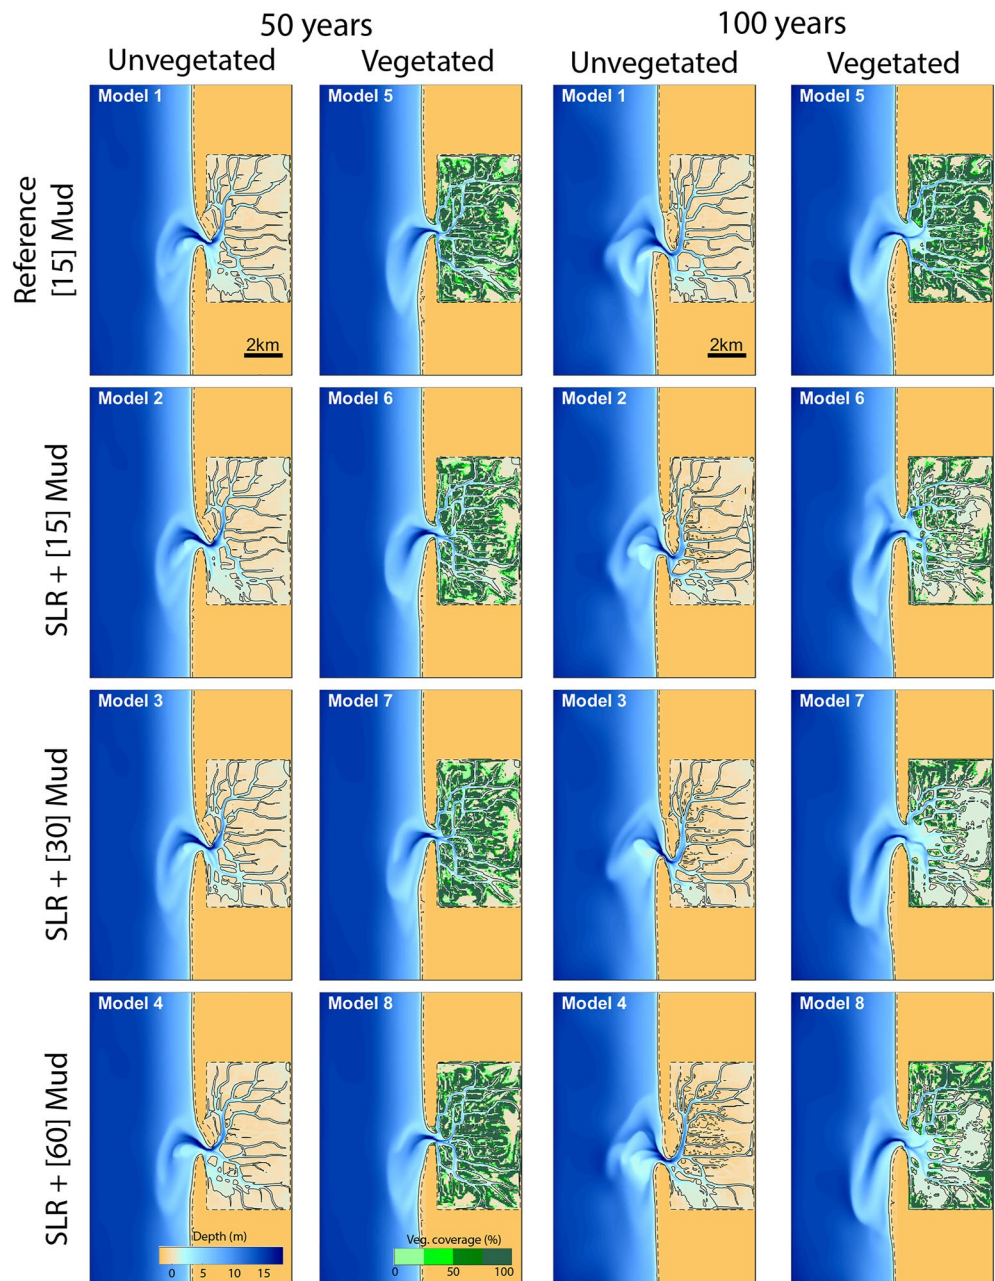 50 years
100 years
Unvegetated
Vegetated
Unvegetated
Vegetated
Reference
[15] Mud
Model 1
Model 5
Model 1
Model 5
2km
2km
SLR + [15] Mud
Model 2
Model 6
Model 2
Model 6
SLR + [30] Mud
Model 3
Model 7
Model 3
Model 7
SLR + [60] Mud
Model 4
Model 8
Model 4
Model 8
Depth (m)
0 5 10 15
Veg. coverage (%)
0 50 100